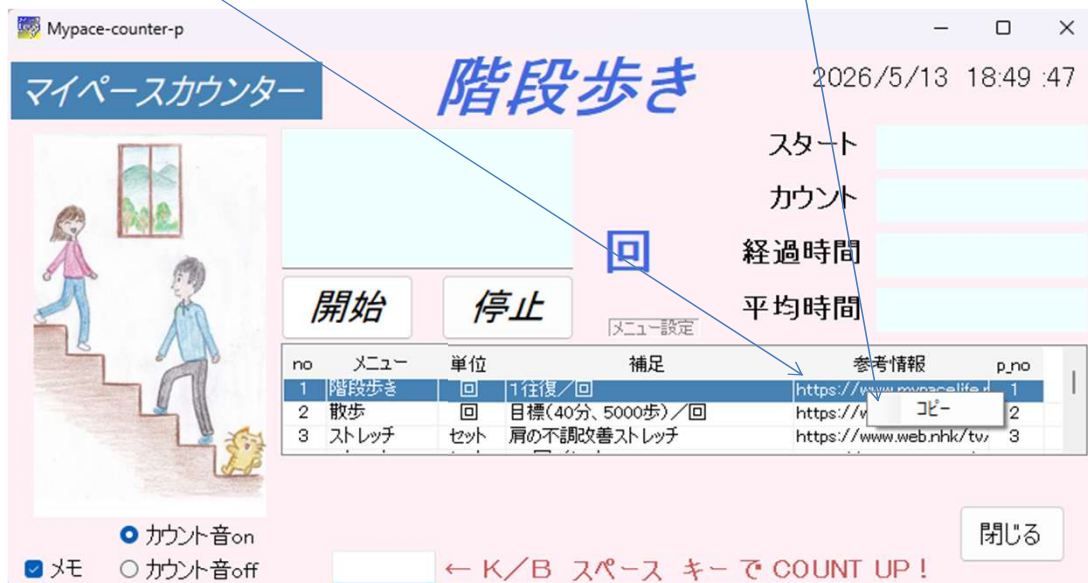 Mypace-counter-p
マイペースカウンター
階段歩き
2026/5/13 18:49 :47
スタート
カウント
回
経過時間
平均時間
開始
停止
メニュー設定
no メニュー 単位 補足 参考情報 p_no
1 階段歩き 回 1往復/回 https://www.mypacelife.r 1
2 散歩 回 目標(40分、5000歩)/回 https://w 2
3 ストレッチ セット 肩の不調改善ストレッチ https://www.web.nhk/tv/ 3
コピー
カウント音on
メモ
カウント音off
← K/B スペース キーで COUNT UP!
閉じる